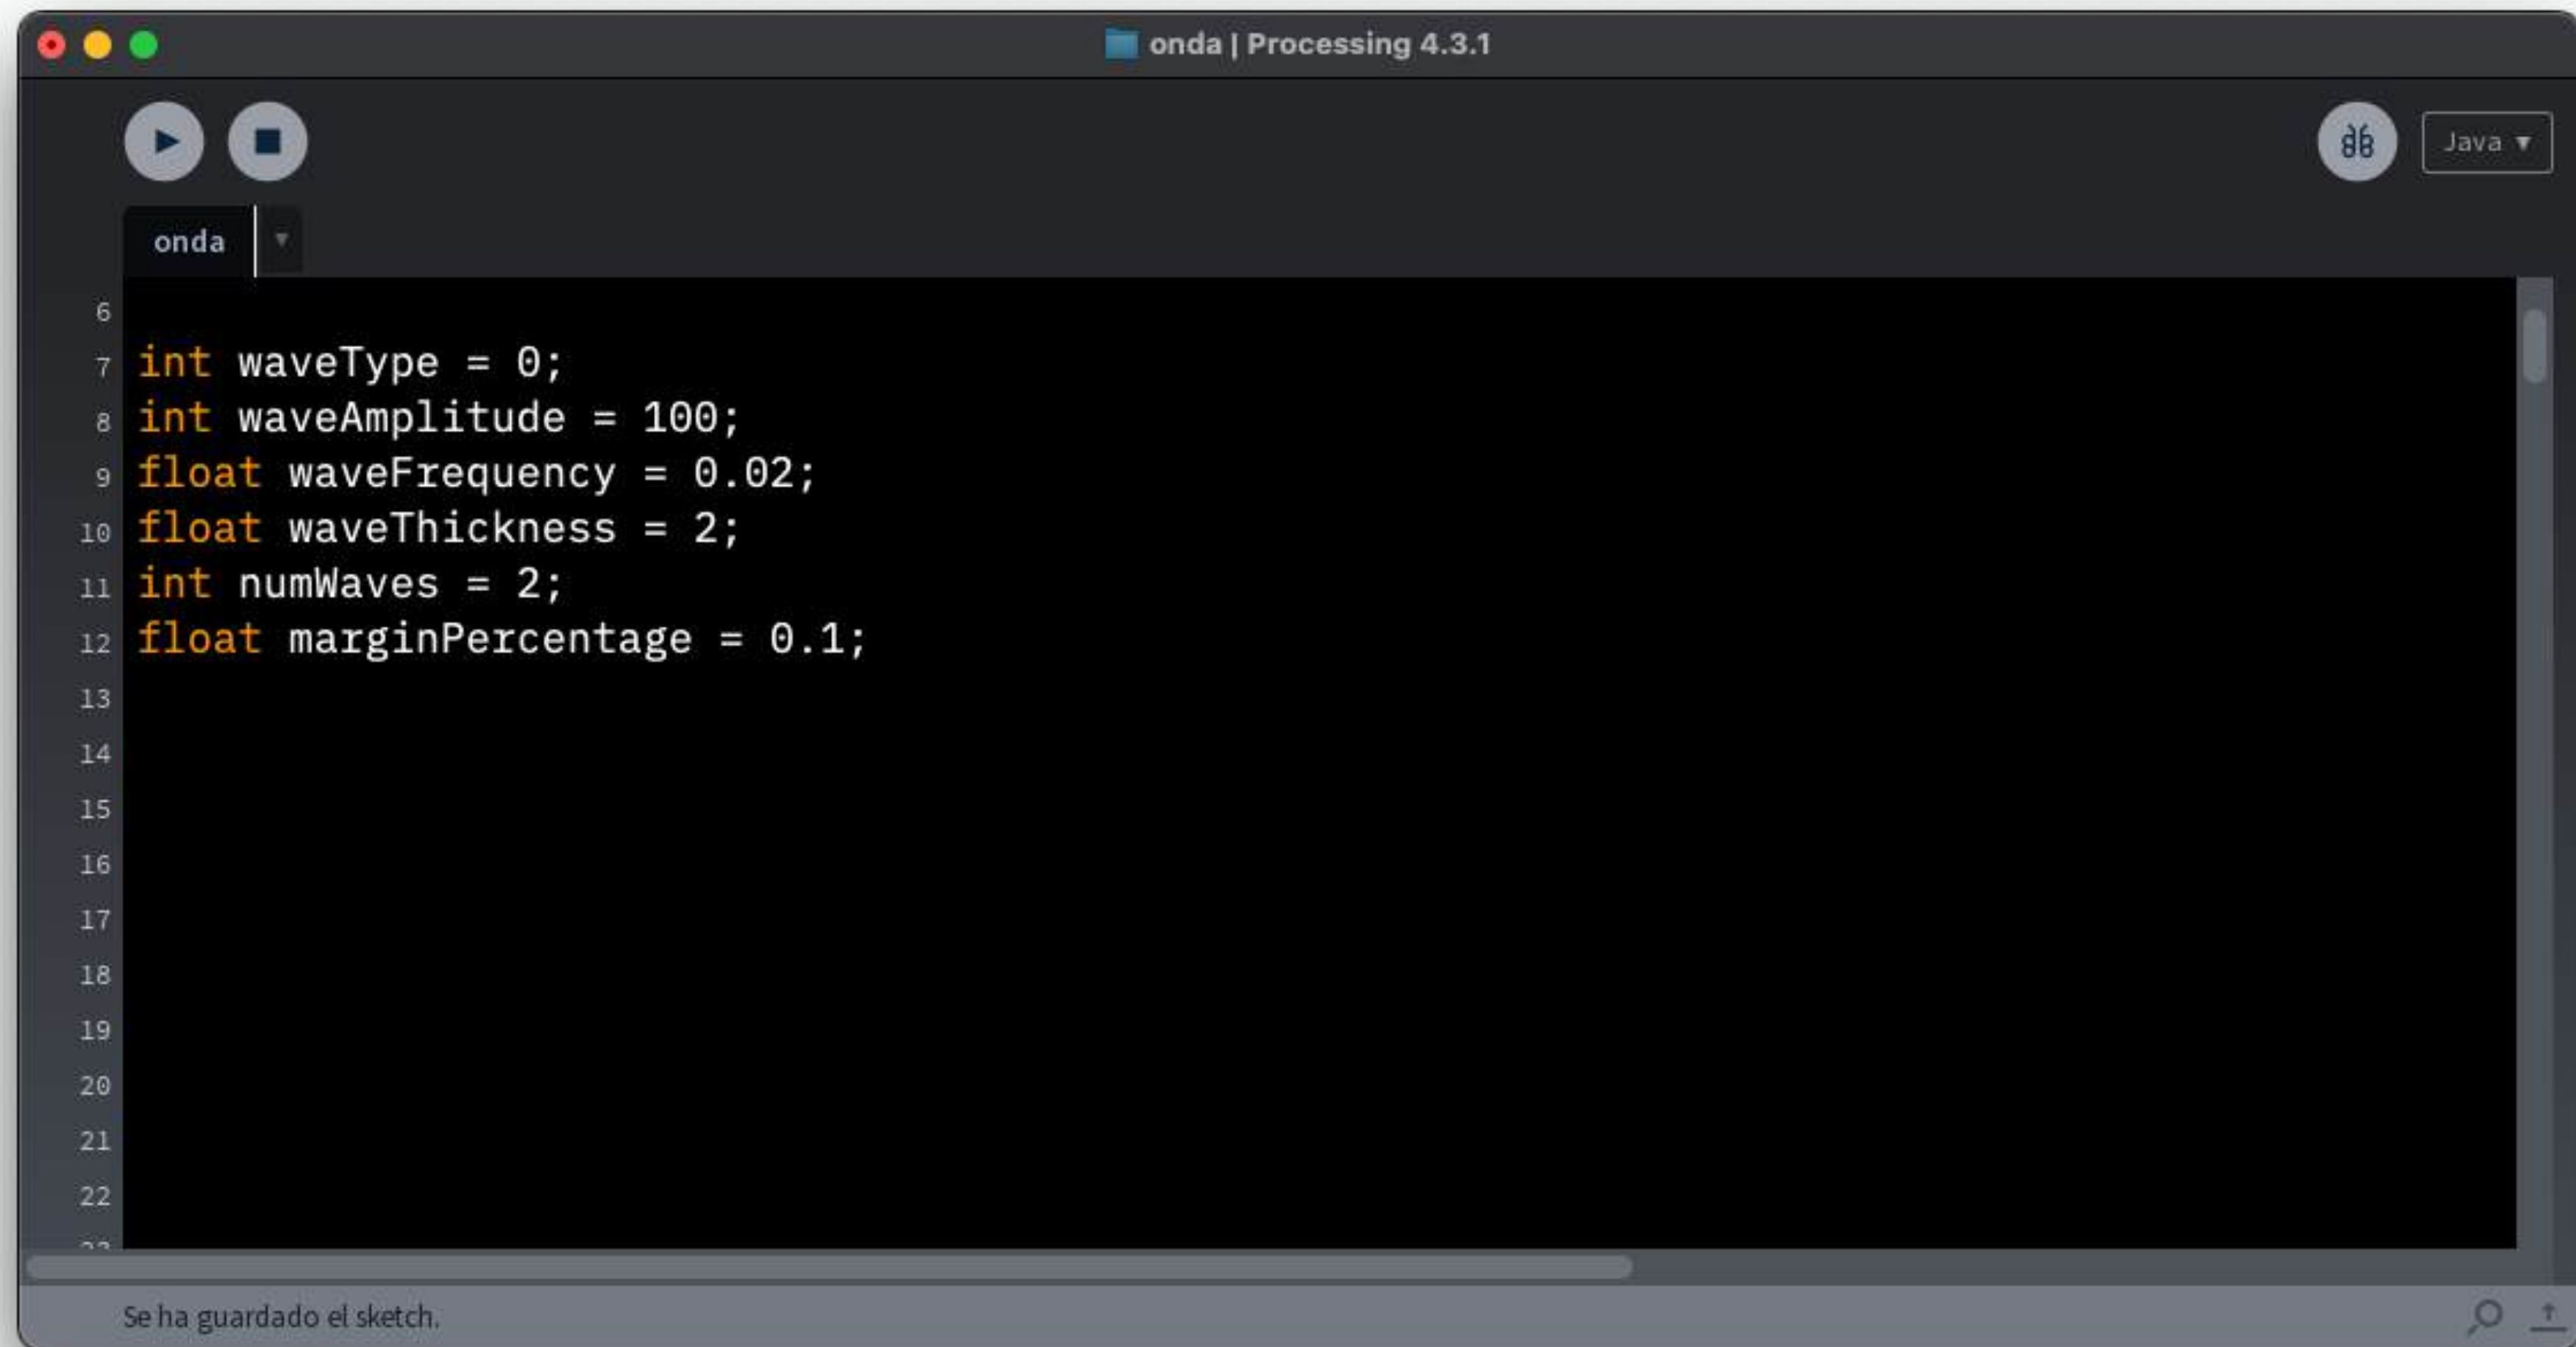 onda | Processing 4.3.1
Java ▾
onda
6
7 int waveType = 0;
8 int waveAmplitude = 100;
9 float waveFrequency = 0.02;
10 float waveThickness = 2;
11 int numWaves = 2;
12 float marginPercentage = 0.1;
13
14
15
16
17
18
19
20
21
22
Se ha guardado el sketch.